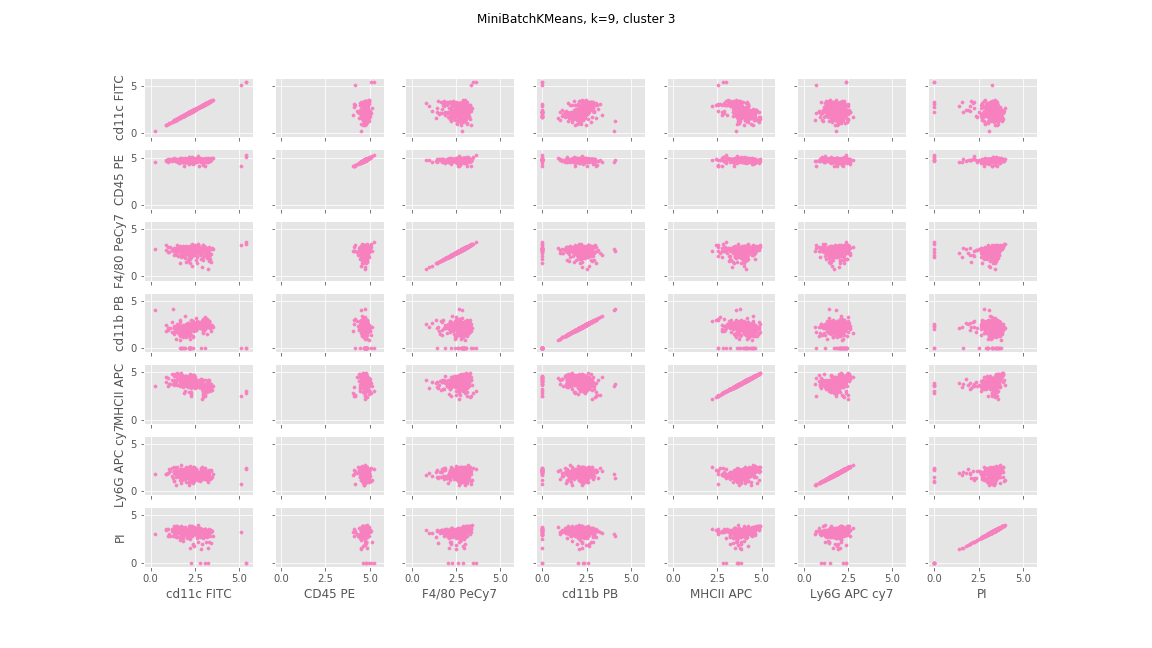 MiniBatchKMeans, k=9, cluster 3
cd11c FITC
5
0
CD45 PE
5
0
F4/80 PeCy7
5
0
cd11b PB
5
0
MHCII APC
5
0
Ly6G APC cy7
5
0
PI
5
0
0.0 2.5 5.0 0.0 2.5 5.0 0.0 2.5 5.0 0.0 2.5 5.0 0.0 2.5 5.0 0.0 2.5 5.0 0.0 2.5 5.0
cd11c FITC CD45 PE F4/80 PeCy7 cd11b PB MHCII APC Ly6G APC cy7 PI